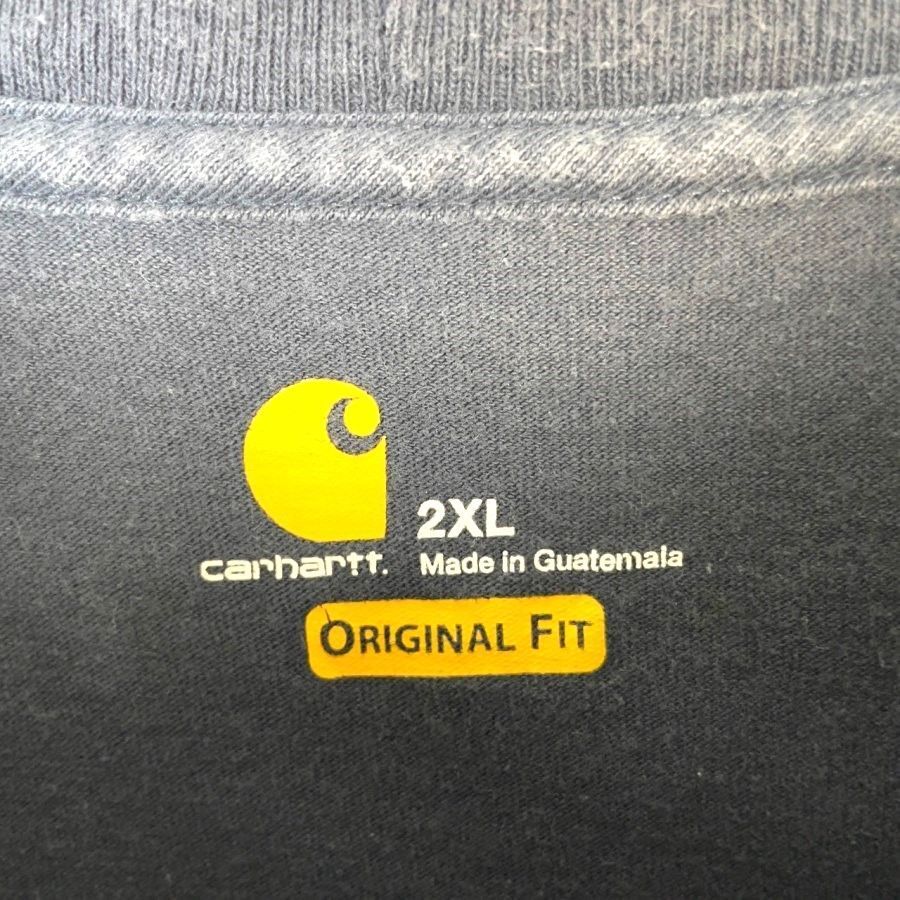 2XL
carhartt.
Made in Guatemala
ORIGINAL FIT